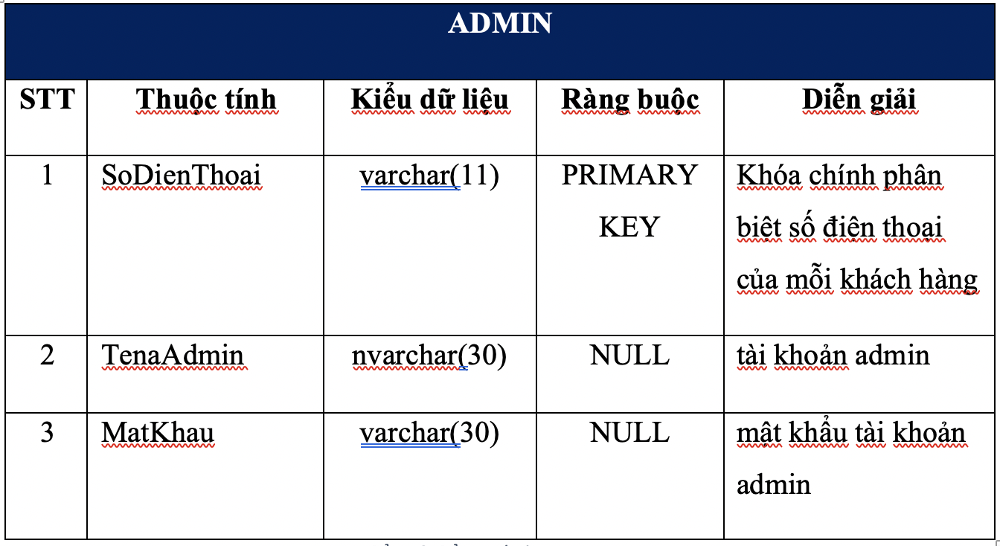 ADMIN
STT Thuộc tính Kiểu dữ liệu Ràng buộc Diễn giải
1 SoDienThoai varchar(11) PRIMARY KEY Khóa chính phân
biệt số điện thoại
của mỗi khách hàng
2 TenaAdmin nvarchar(30) NULL tài khoản admin
3 MatKhau varchar(30) NULL mật khẩu tài khoản
admin